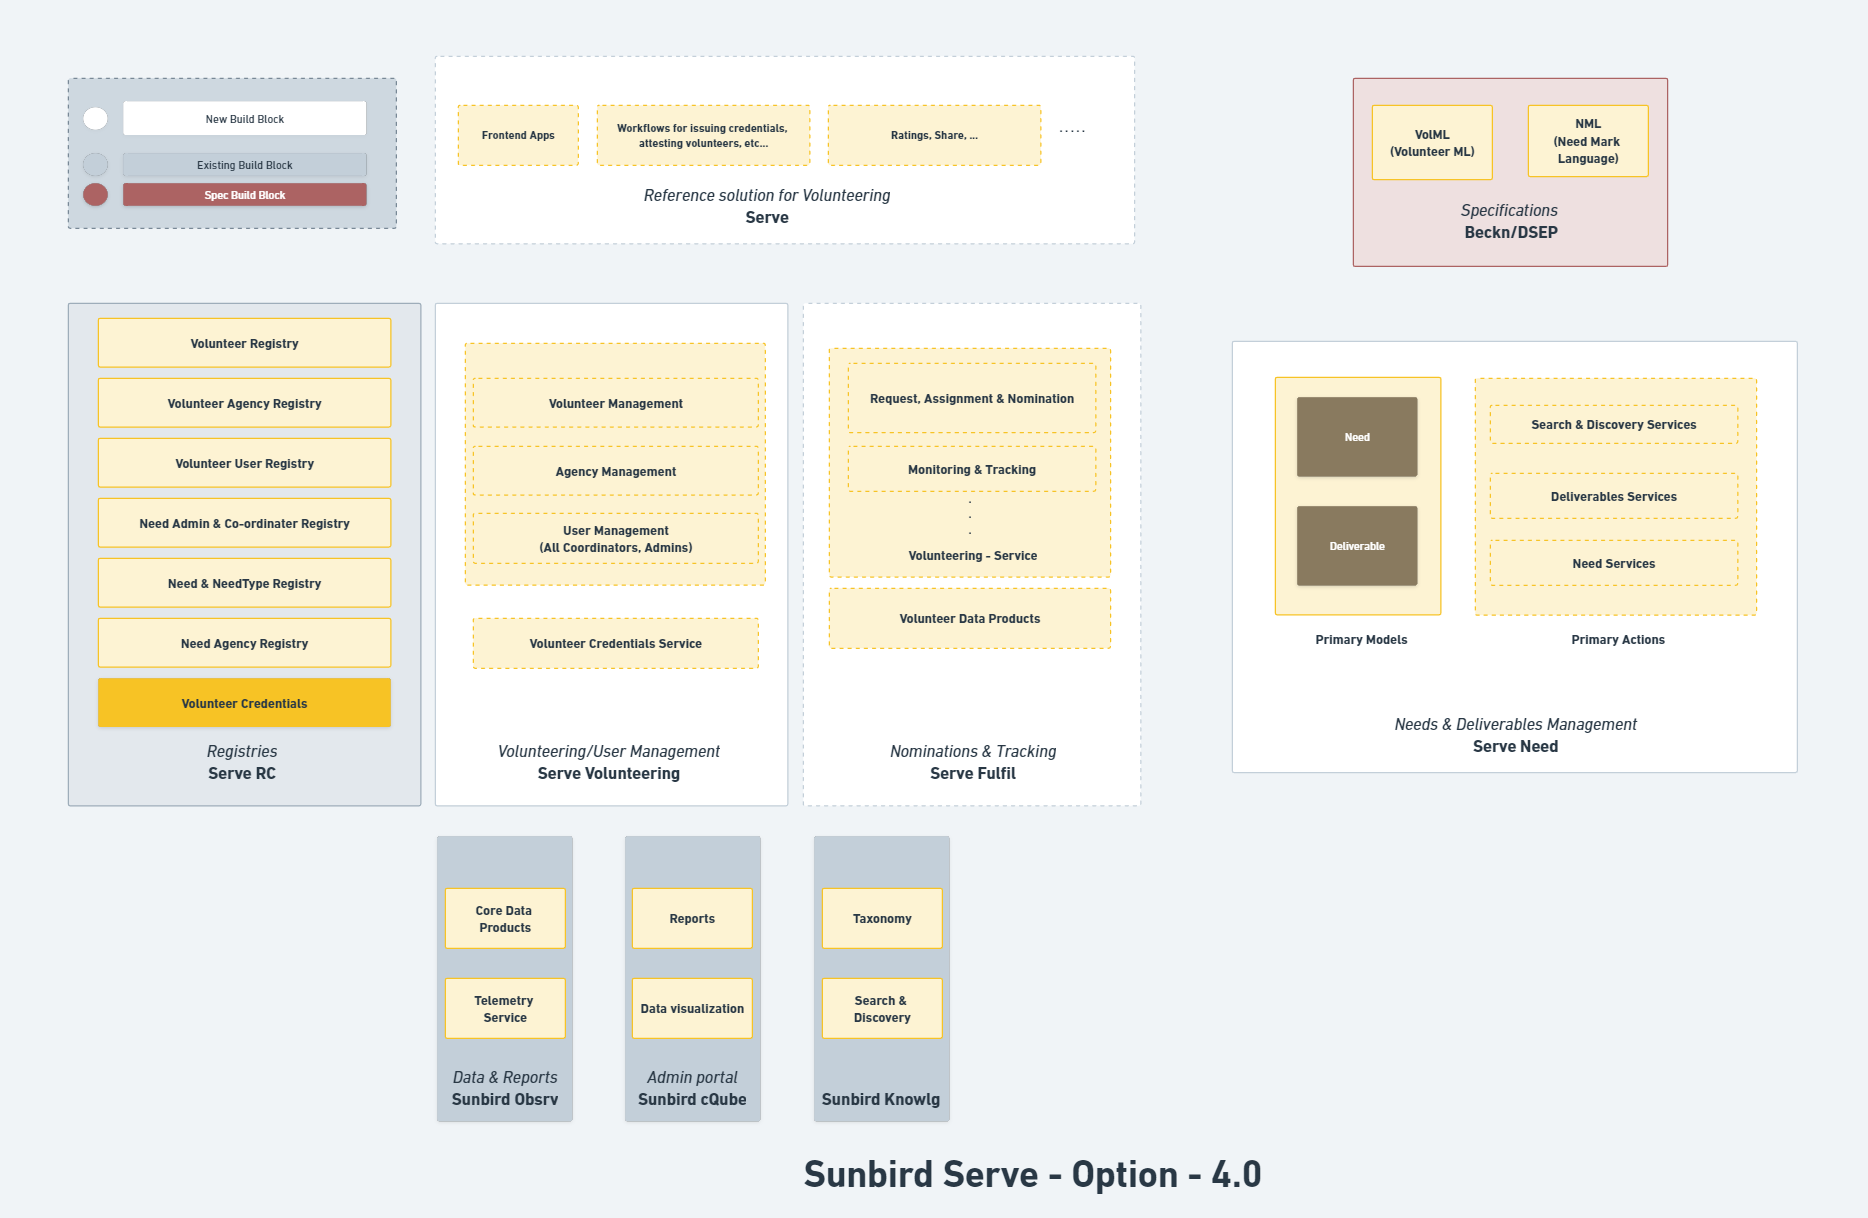 New Build Block
Existing Build Block
Spec Build Block
Frontend Apps
Workflows for issuing credentials,
attesting volunteers, etc...
Ratings, Share, ...
.....
Reference solution for Volunteering
Serve
VolML
(Volunteer ML)
NML
(Need Mark
Language)
Specifications
Beckn/DSEP
Volunteer Registry
Volunteer Agency Registry
Volunteer User Registry
Need Admin & Co-ordinater Registry
Need & NeedType Registry
Need Agency Registry
Volunteer Credentials
Registries
Serve RC
Volunteer Management
Agency Management
User Management
(All Coordinators, Admins)
Volunteer Credentials Service
Volunteering/User Management
Serve Volunteering
Request, Assignment & Nomination
Monitoring & Tracking
.
.
.
Volunteering - Service
Volunteer Data Products
Nominations & Tracking
Serve Fulfil
Need
Deliverable
Primary Models
Search & Discovery Services
Deliverables Services
Need Services
Primary Actions
Needs & Deliverables Management
Serve Need
Core Data
Products
Telemetry
Service
Data & Reports
Sunbird Obsrv
Reports
Data visualization
Admin portal
Sunbird cQube
Taxonomy
Search &
Discovery
Sunbird Knowlg
Sunbird Serve - Option - 4.0